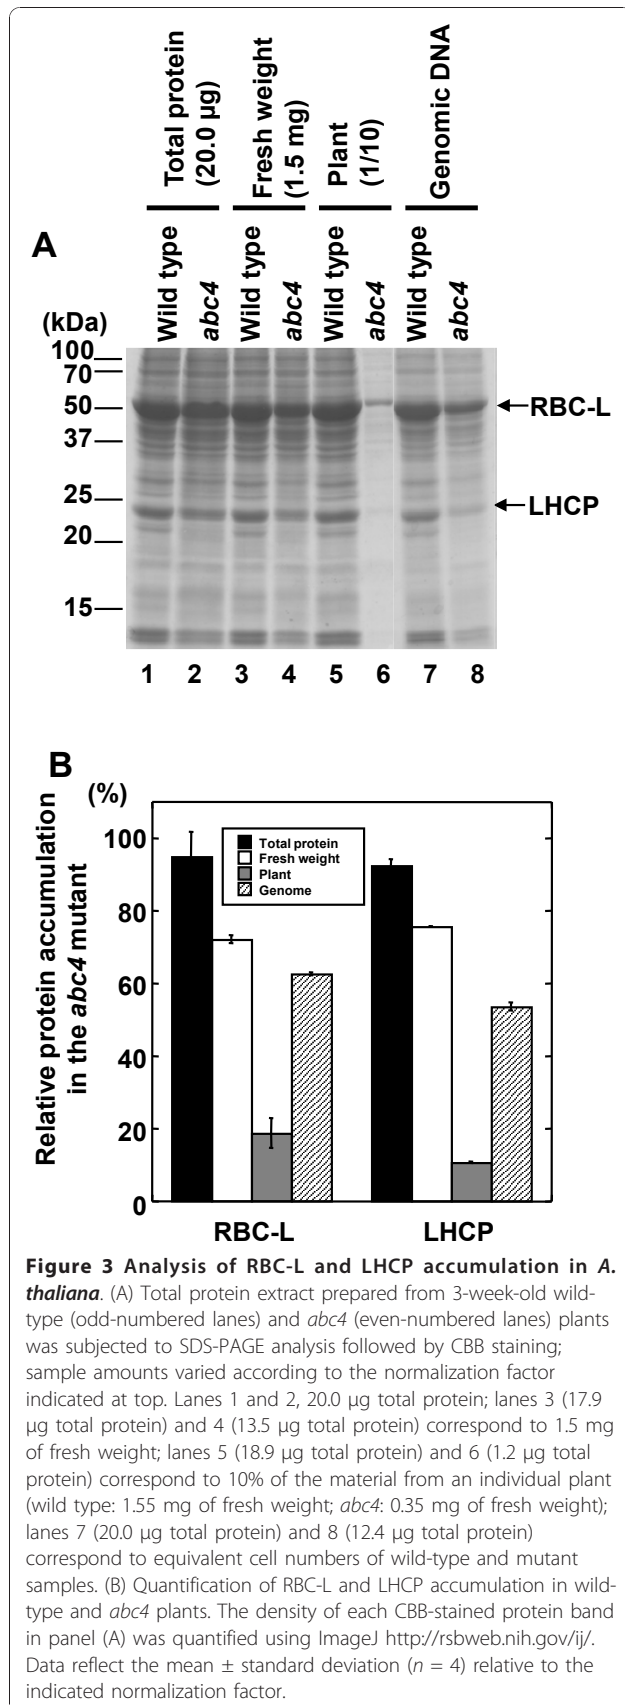 Total protein
(20.0 µg)
Fresh weight
(1.5 mg)
Plant
(1/10)
Genomic DNA
A
Wild type
abc4
Wild type
abc4
Wild type
abc4
Wild type
abc4
(kDa)
100
70
50
37
25
20
15
RBC-L
LHCP
1 2 3 4 5 6 7 8
B
(%)
Relative protein accumulation
in the abc4 mutant
100
80
60
40
20
0
Total protein
Fresh weight
Plant
Genome
RBC-L LHCP
Figure 3 Analysis of RBC-L and LHCP accumulation in A.
thaliana. (A) Total protein extract prepared from 3-week-old wild-
type (odd-numbered lanes) and abc4 (even-numbered lanes) plants
was subjected to SDS-PAGE analysis followed by CBB staining;
sample amounts varied according to the normalization factor
indicated at top. Lanes 1 and 2, 20.0 µg total protein; lanes 3 (17.9
µg total protein) and 4 (13.5 µg total protein) correspond to 1.5 mg
of fresh weight; lanes 5 (18.9 µg total protein) and 6 (1.2 µg total
protein) correspond to 10% of the material from an individual plant
(wild type: 1.55 mg of fresh weight; abc4: 0.35 mg of fresh weight);
lanes 7 (20.0 µg total protein) and 8 (12.4 µg total protein)
correspond to equivalent cell numbers of wild-type and mutant
samples. (B) Quantification of RBC-L and LHCP accumulation in wild-
type and abc4 plants. The density of each CBB-stained protein band
in panel (A) was quantified using ImageJ http://rsbweb.nih.gov/ij/.
Data reflect the mean ± standard deviation (n = 4) relative to the
indicated normalization factor.